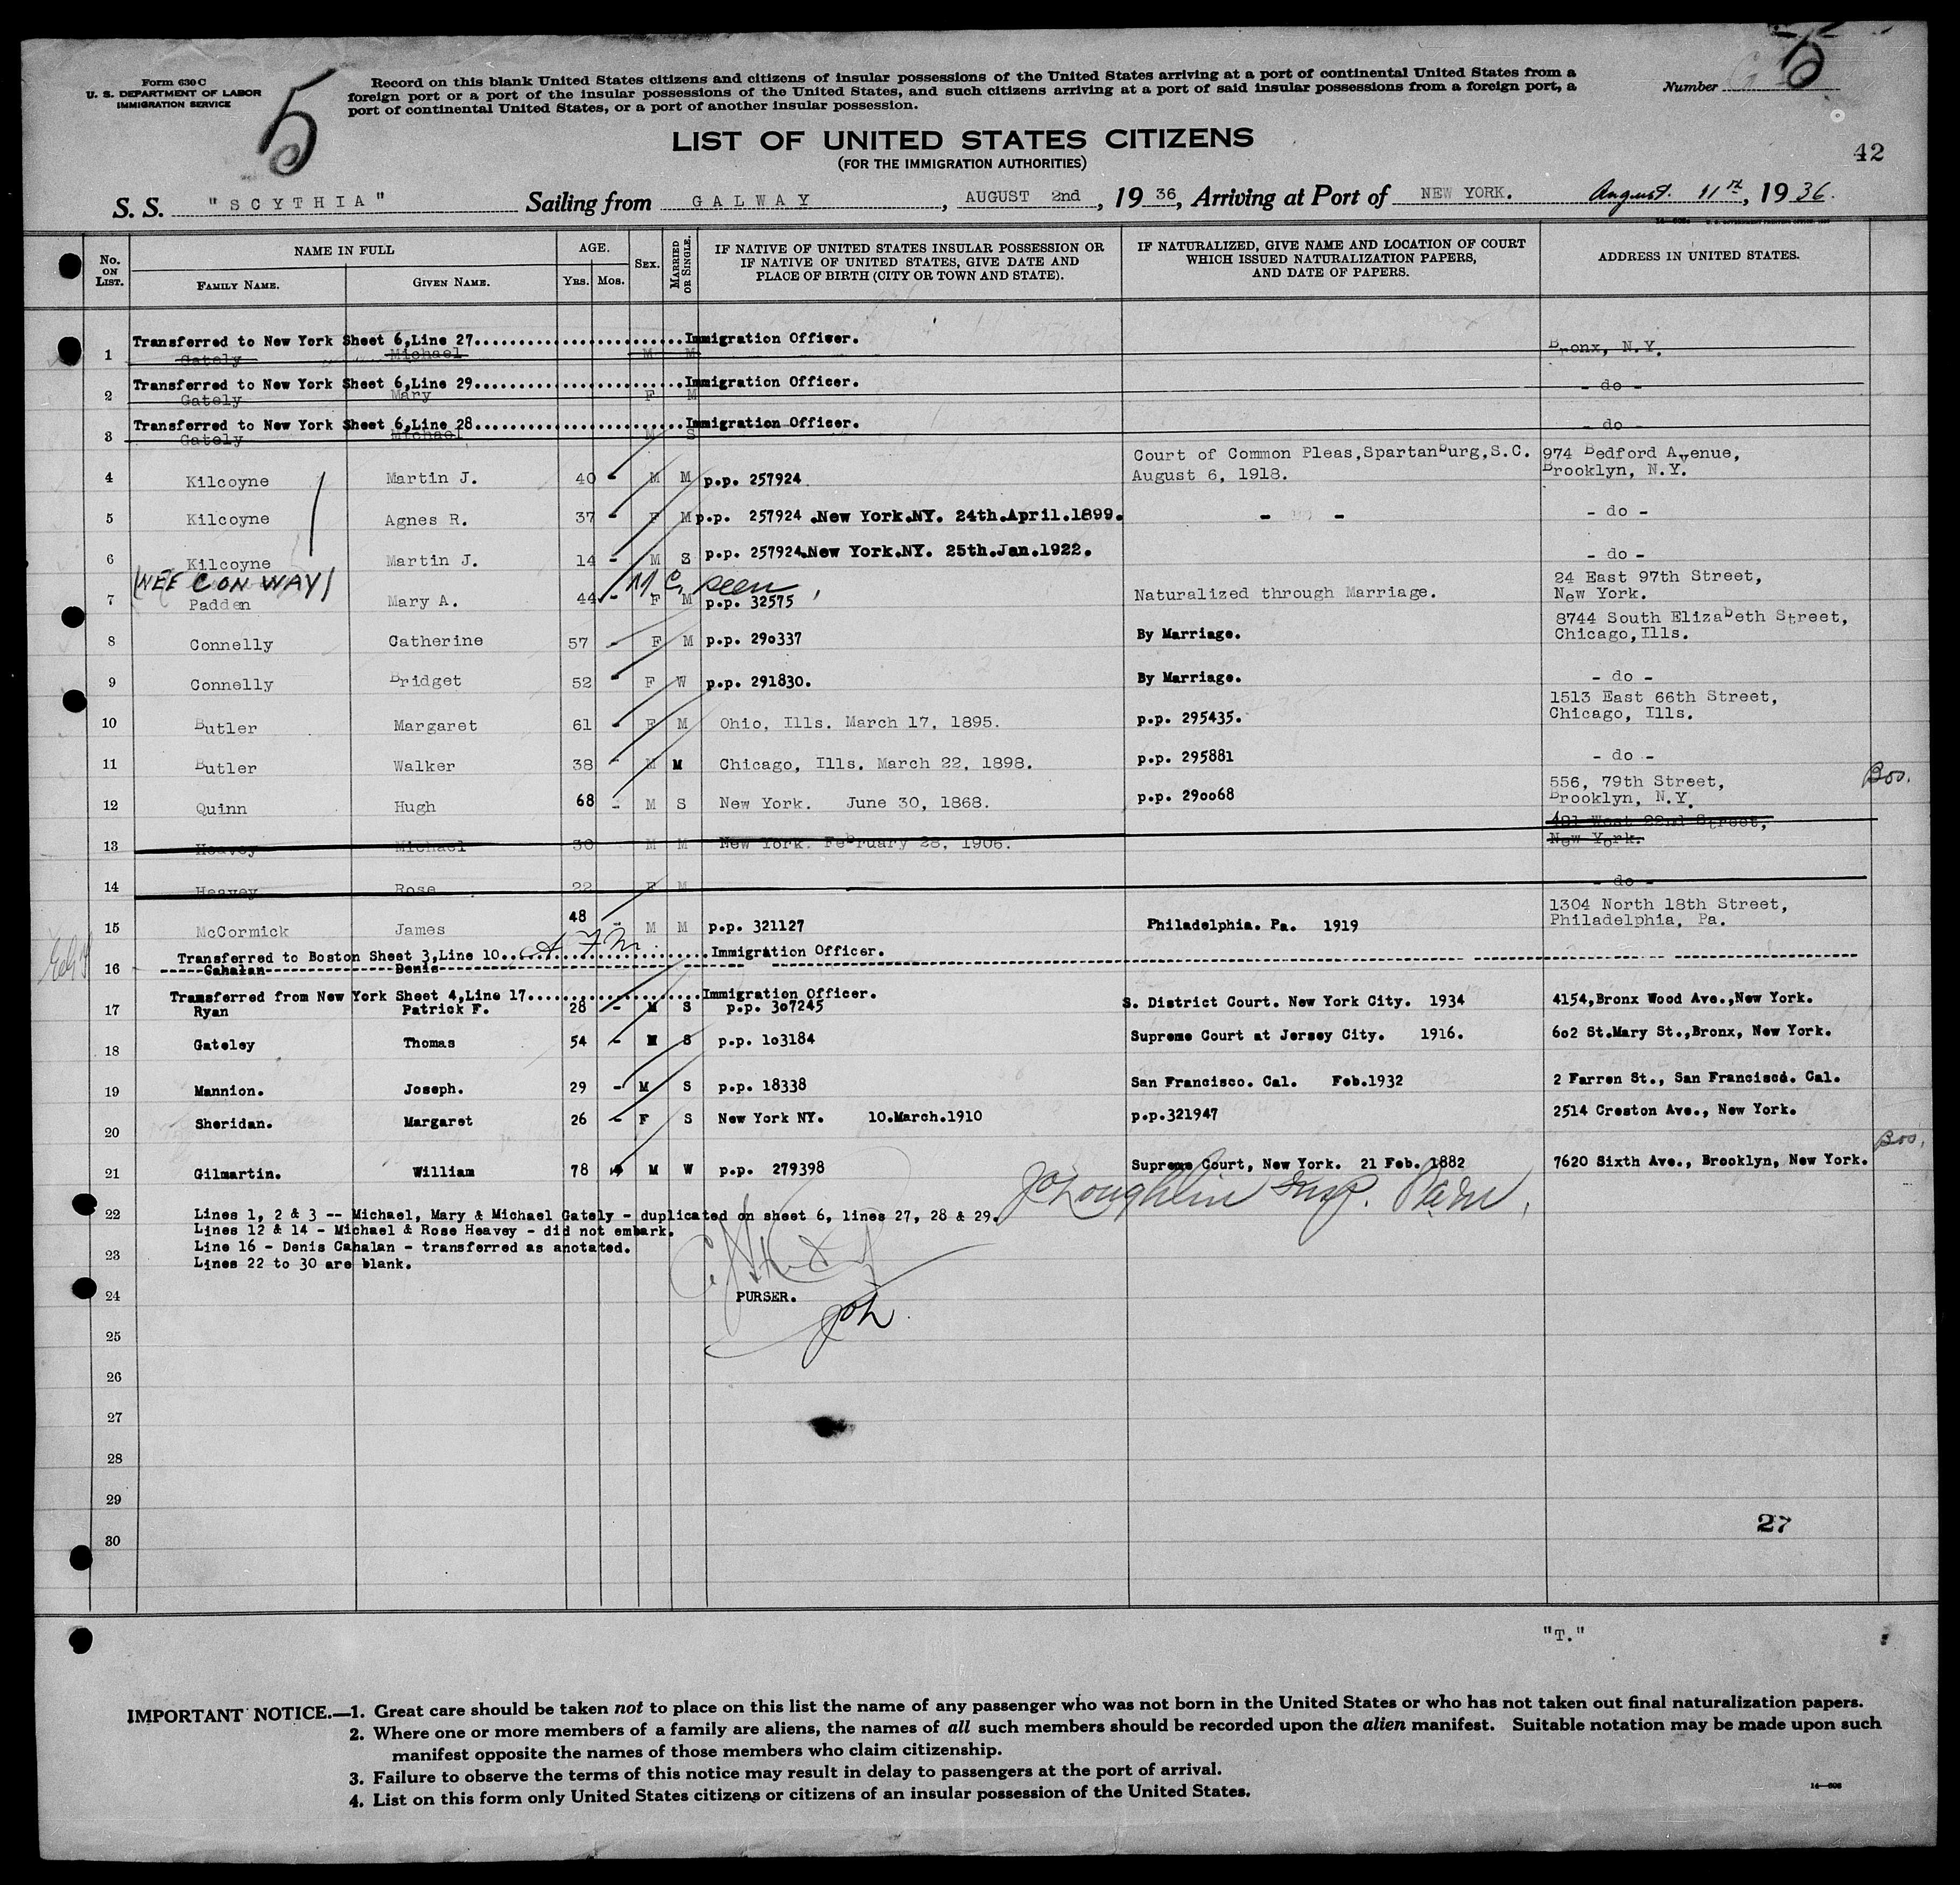 Form 630 C
U. S. DEPARTMENT OF LABOR
IMMIGRATION SERVICE
5
Record on this blank United States citizens and citizens of insular possessions of the United States arriving at a port of continental United States from a
foreign port or a port of the insular possessions of the United States, and such citizens arriving at a port of said insular possessions from a foreign port, a
port of continental United States, or a port of another insular possession.
Number 5
LIST OF UNITED STATES CITIZENS
(FOR THE IMMIGRATION AUTHORITIES)
42
S. S. "SCYTHIA" Sailing from GALWAY, AUGUST 2nd, 19 36, Arriving at Port of NEW YORK. August. 11th, 19 36.
No. ON LIST. NAME IN FULL FAMILY NAME. GIVEN NAME. AGE. YRS. MOS. SEX. MARRIED OR SINGLE. IF NATIVE OF UNITED STATES INSULAR POSSESSION OR IF NATIVE OF UNITED STATES, GIVE DATE AND PLACE OF BIRTH (CITY OR TOWN AND STATE). IF NATURALIZED, GIVE NAME AND LOCATION OF COURT WHICH ISSUED NATURALIZATION PAPERS, AND DATE OF PAPERS. ADDRESS IN UNITED STATES.
Transferred to New York Sheet 6,Line 27........................Immigration Officer.
1 Gately Michael M M Bronx, N.Y.
Transferred to New York Sheet 6,Line 29........................Immigration Officer.
2 Gately Mary F M - do -
Transferred to New York Sheet 6,Line 28........................Immigration Officer.
3 Gately Michael M S - do -
Court of Common Pleas,Spartanburg,S.C. 974 Bedford Avenue,
4 Kilcoyne Martin J. 40 - M M p.p. 257924 August 6, 1918. Brooklyn, N.Y.
5 Kilcoyne Agnes R. 37 - F M p.p. 257924 .New York.NY. 24th.April.1899. - - - do -
6 Kilcoyne Martin J. 14 - M S p.p. 257924.New York.NY. 25th.Jan.1922. - do -
(NEE CONWAY) seen 24 East 97th Street,
7 Padden Mary A. 44 - F M p.p. 32575 Naturalized through Marriage. New York.
8744 South Elizabeth Street,
8 Connelly Catherine 57 - F M p.p. 290337 By Marriage. Chicago,Ills.
9 Connelly Bridget 52 - F W p.p. 291830. By Marriage. - do -
1513 East 66th Street,
10 Butler Margaret 61 - F M Ohio, Ills. March 17, 1895. p.p. 295435. Chicago, Ills.
11 Butler Walker 38 - M M Chicago, Ills. March 22, 1898. p.p. 295881 - do -
556, 79th Street, Bos.
12 Quinn Hugh 68 - M S New York. June 30, 1868. p.p. 290068 Brooklyn, N.Y.
West 22nd Street,
13 Heavey Michael 30 M M New York. February 28, 1906. New York.
14 Heavey Rose 22 F M - do -
1304 North 18th Street,
15 McCormick James 48 - M M p.p. 321127 Philadelphia. Pa. 1919 Philadelphia, Pa.
Transferred to Boston Sheet 3,Line 10........................Immigration Officer.
16 Cahalan Denis
Transferred from New York Sheet 4,Line 17....................Immigration Officer.
17 Ryan Patrick F. 28 - M S p.p. 307245 S. District Court. New York City. 1934 4154,Bronx Wood Ave.,New York.
18 Gateley Thomas 54 - M S p.p. 103184 Supreme Court at Jersey City. 1916. 602 St.Mary St.,Bronx, New York.
19 Mannion. Joseph. 29 - M S p.p. 18338 San Francisco. Cal. Feb.1932 2 Farren St., San Francisco. Cal.
20 Sheridan. Margaret 26 - F S New York NY. 10.March.1910 p.p.321947 2514 Creston Ave., New York.
Bos.
21 Gilmartin. William 78 M W p.p. 279398 Supreme Court, New York. 21 Feb. 1882 7620 Sixth Ave., Brooklyn, New York.
22 Lines 1, 2 & 3 -- Michael, Mary & Michael Gately - duplicated on sheet 6, lines 27, 28 & 29.
Lines 12 & 14 - Michael & Rose Heavey - did not embark.
23 Line 16 - Denis Cahalan - transferred as anotated.
Lines 22 to 30 are blank.
24 PURSER.
25
26
27
28
29
27
30
"T."
IMPORTANT NOTICE.—1. Great care should be taken not to place on this list the name of any passenger who was not born in the United States or who has not taken out final naturalization papers.
2. Where one or more members of a family are aliens, the names of all such members should be recorded upon the alien manifest. Suitable notation may be made upon such
manifest opposite the names of those members who claim citizenship.
3. Failure to observe the terms of this notice may result in delay to passengers at the port of arrival.
4. List on this form only United States citizens or citizens of an insular possession of the United States.